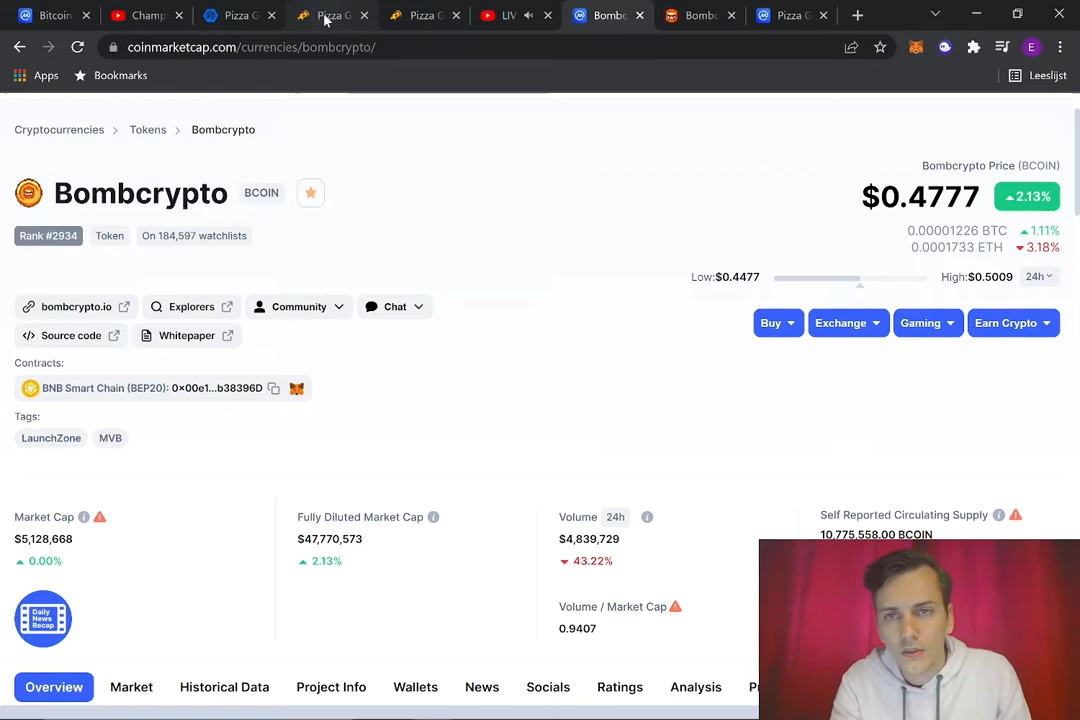 Bitcoin
Champ
Pizza G
Pizza G
Pizza G
LIV
Bombc
Bombc
Pizza G
coinmarketcap.com/currencies/bombcrypto/
E
Apps
Bookmarks
Leeslijst
Cryptocurrencies > Tokens > Bombcrypto
Bombcrypto Price (BCOIN)
Bombcrypto BCOIN
$0.4777 2.13%
Rank #2934 Token On 184,597 watchlists
0.00001226 BTC 1.11%
0.0001733 ETH 3.18%
Low:$0.4477 High:$0.5009 24h
bombcrypto.io Explorers Community Chat
Buy Exchange Gaming Earn Crypto
Source code Whitepaper
Contracts:
BNB Smart Chain (BEP20): 0x00e1...b38396D
Tags:
LaunchZone MVB
Market Cap
$5,128,668
0.00%
Fully Diluted Market Cap
$47,770,573
2.13%
Volume 24h
$4,839,729
43.22%
Volume / Market Cap
0.9407
Self Reported Circulating Supply
10,775,558.00 BCOIN
Daily
News
Recap
Overview Market Historical Data Project Info Wallets News Socials Ratings Analysis